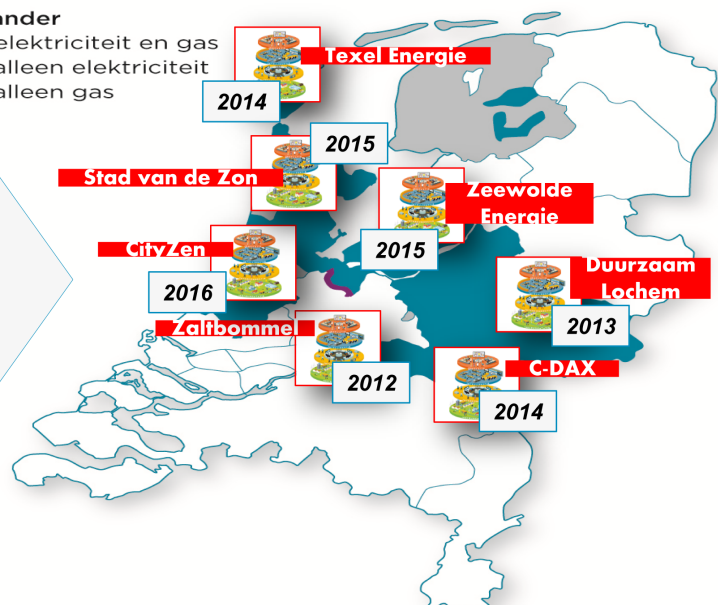 ander
elektriciteit en gas
alleen elektriciteit
alleen gas
Texel Energie
2014
2015
Stad van de Zon
Zeewolde
Energie
2015
CityZen
2016
Duurzaam
Lochem
2013
Zaltbommel
2012
C-DAX
2014